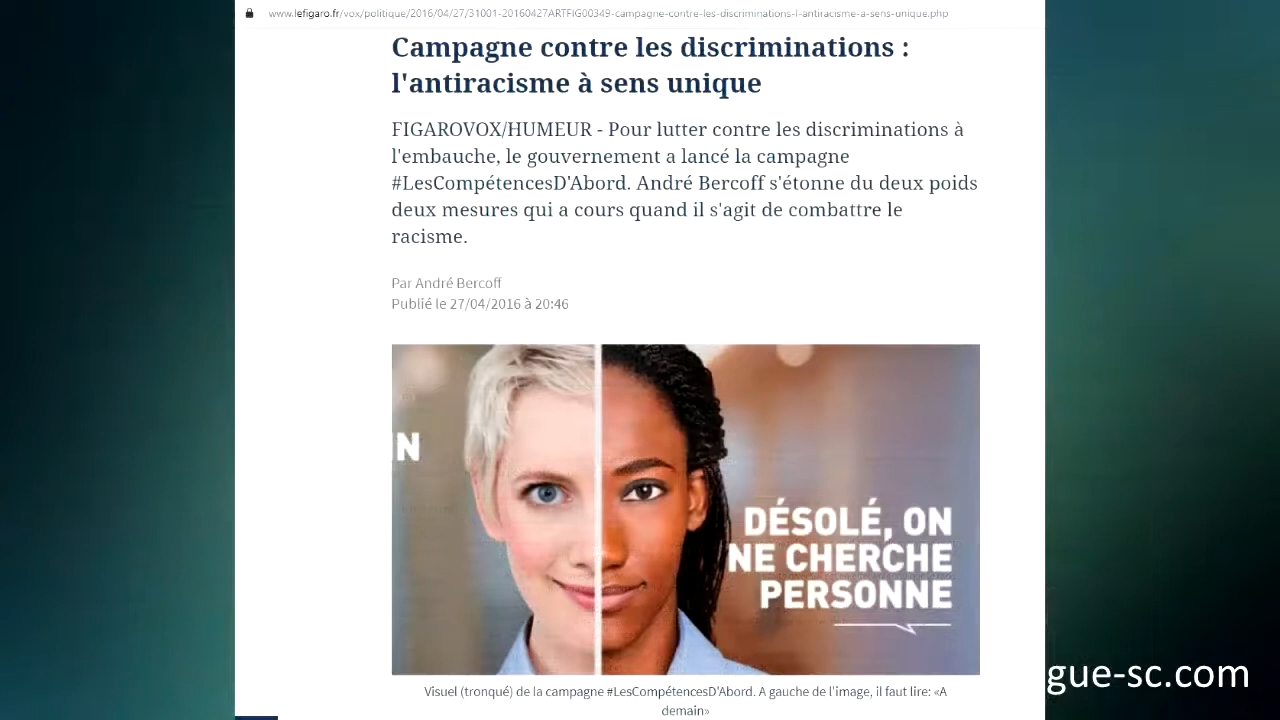 www.lefigaro.fr/vox/politique/2016/04/27/31001-20160427ARTFIG00349-campagne-contre-les-discriminations-l-antiracisme-a-sens-unique.php
Campagne contre les discriminations :
l'antiracisme à sens unique
FIGAROVOX/HUMEUR - Pour lutter contre les discriminations à
l'embauche, le gouvernement a lancé la campagne
#LesCompétencesD'Abord. André Bercoff s'étonne du deux poids
deux mesures qui a cours quand il s'agit de combattre le
racisme.
Par André Bercoff
Publié le 27/04/2016 à 20:46
IN
DÉSOLÉ, ON
NE CHERCHE
PERSONNE
Visuel (tronqué) de la campagne #LesCompétencesD'Abord. A gauche de l'image, il faut lire: «A
demain»
gue-sc.com